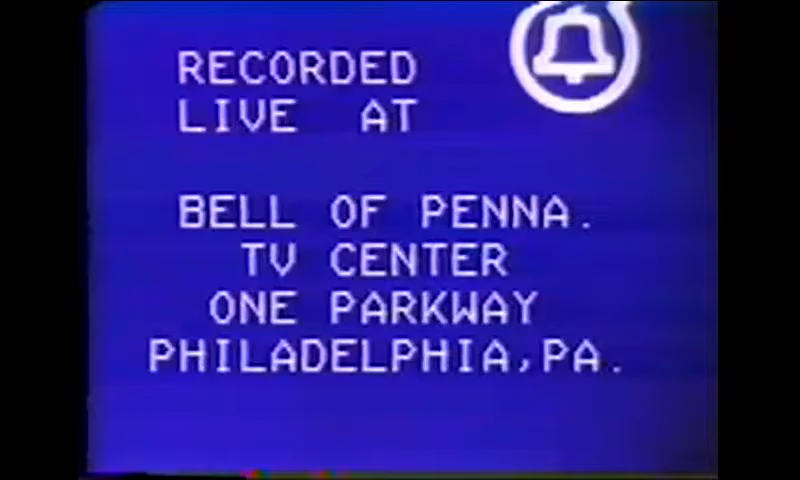 RECORDED
LIVE AT
BELL OF PENNA.
TV CENTER
ONE PARKWAY
PHILADELPHIA,PA.